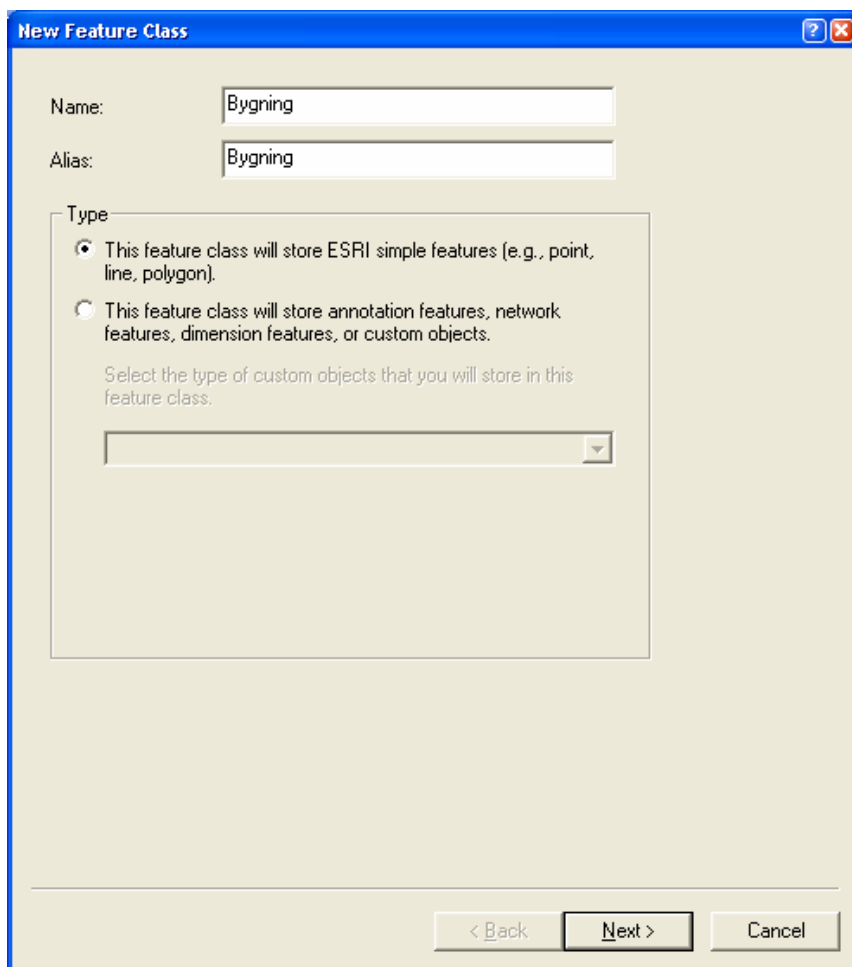 New Feature Class
Name:
Bygning
Alias:
Bygning
Type
This feature class will store ESRI simple features (e.g., point,
line, polygon).
This feature class will store annotation features, network
features, dimension features, or custom objects.
Select the type of custom objects that you will store in this
feature class.
< Back
Next >
Cancel